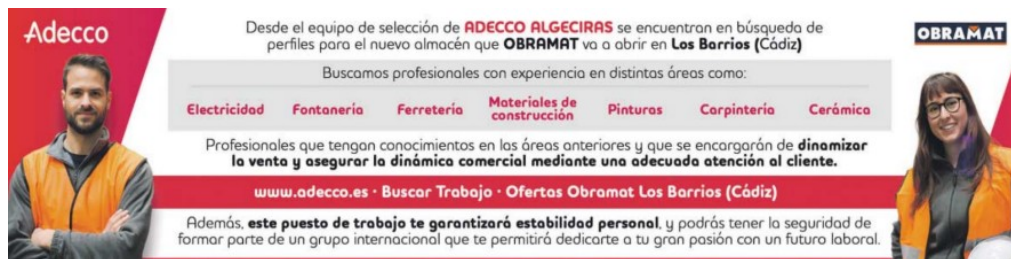 Adecco
Desde el equipo de selección de ADECCO ALGECIRAS se encuentran en búsqueda de
perfiles para el nuevo almacén que OBRAMAT va a abrir en Los Barrios (Cádiz)
OBRAMAT
Buscamos profesionales con experiencia en distintas áreas como:
Electricidad Fontanería Ferretería Materiales de construcción Pinturas Carpintería Cerámica
Profesionales que tengan conocimientos en las áreas anteriores y que se encargarán de dinamizar
la venta y asegurar la dinámica comercial mediante una adecuada atención al cliente.
www.adecco.es · Buscar Trabajo · Ofertas Obramat Los Barrios (Cádiz)
Además, este puesto de trabajo te garantizará estabilidad personal, y podrás tener la seguridad de
formar parte de un grupo internacional que te permitirá dedicarte a tu gran pasión con un futuro laboral.